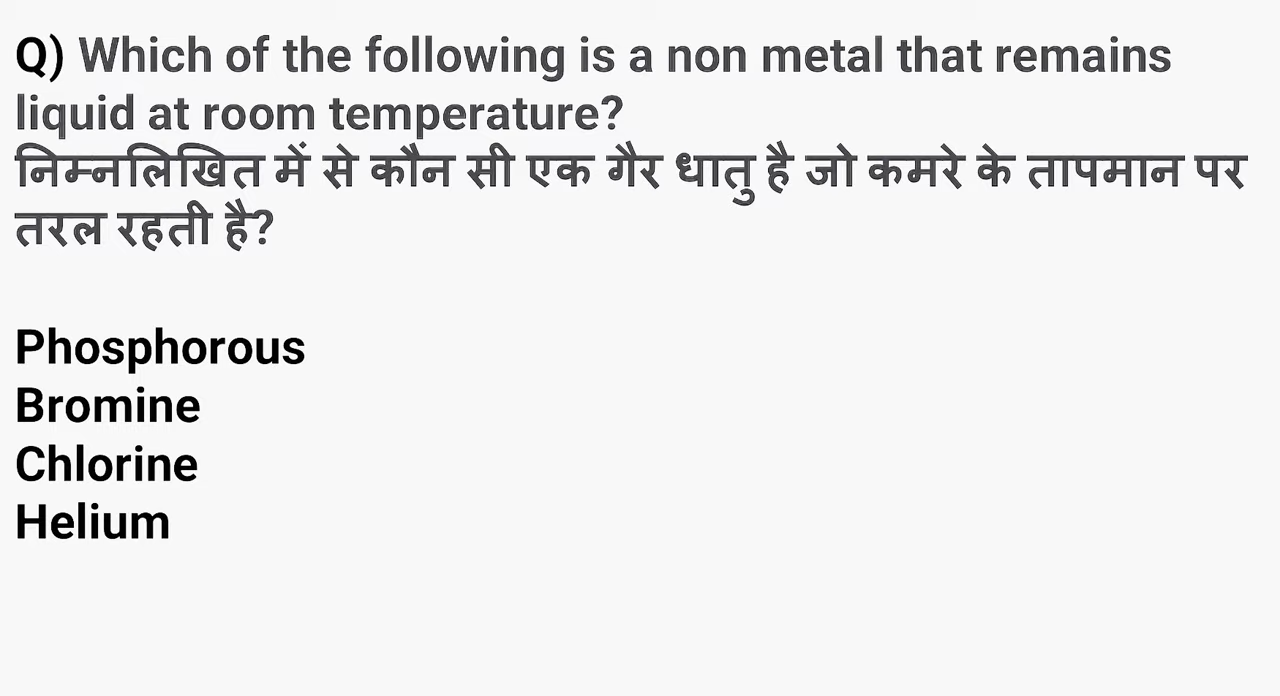 Q) Which of the following is a non metal that remains
liquid at room temperature?
निम्नलिखित में से कौन सी एक गैर धातु है जो कमरे के तापमान पर
तरल रहती है?
Phosphorous
Bromine
Chlorine
Helium